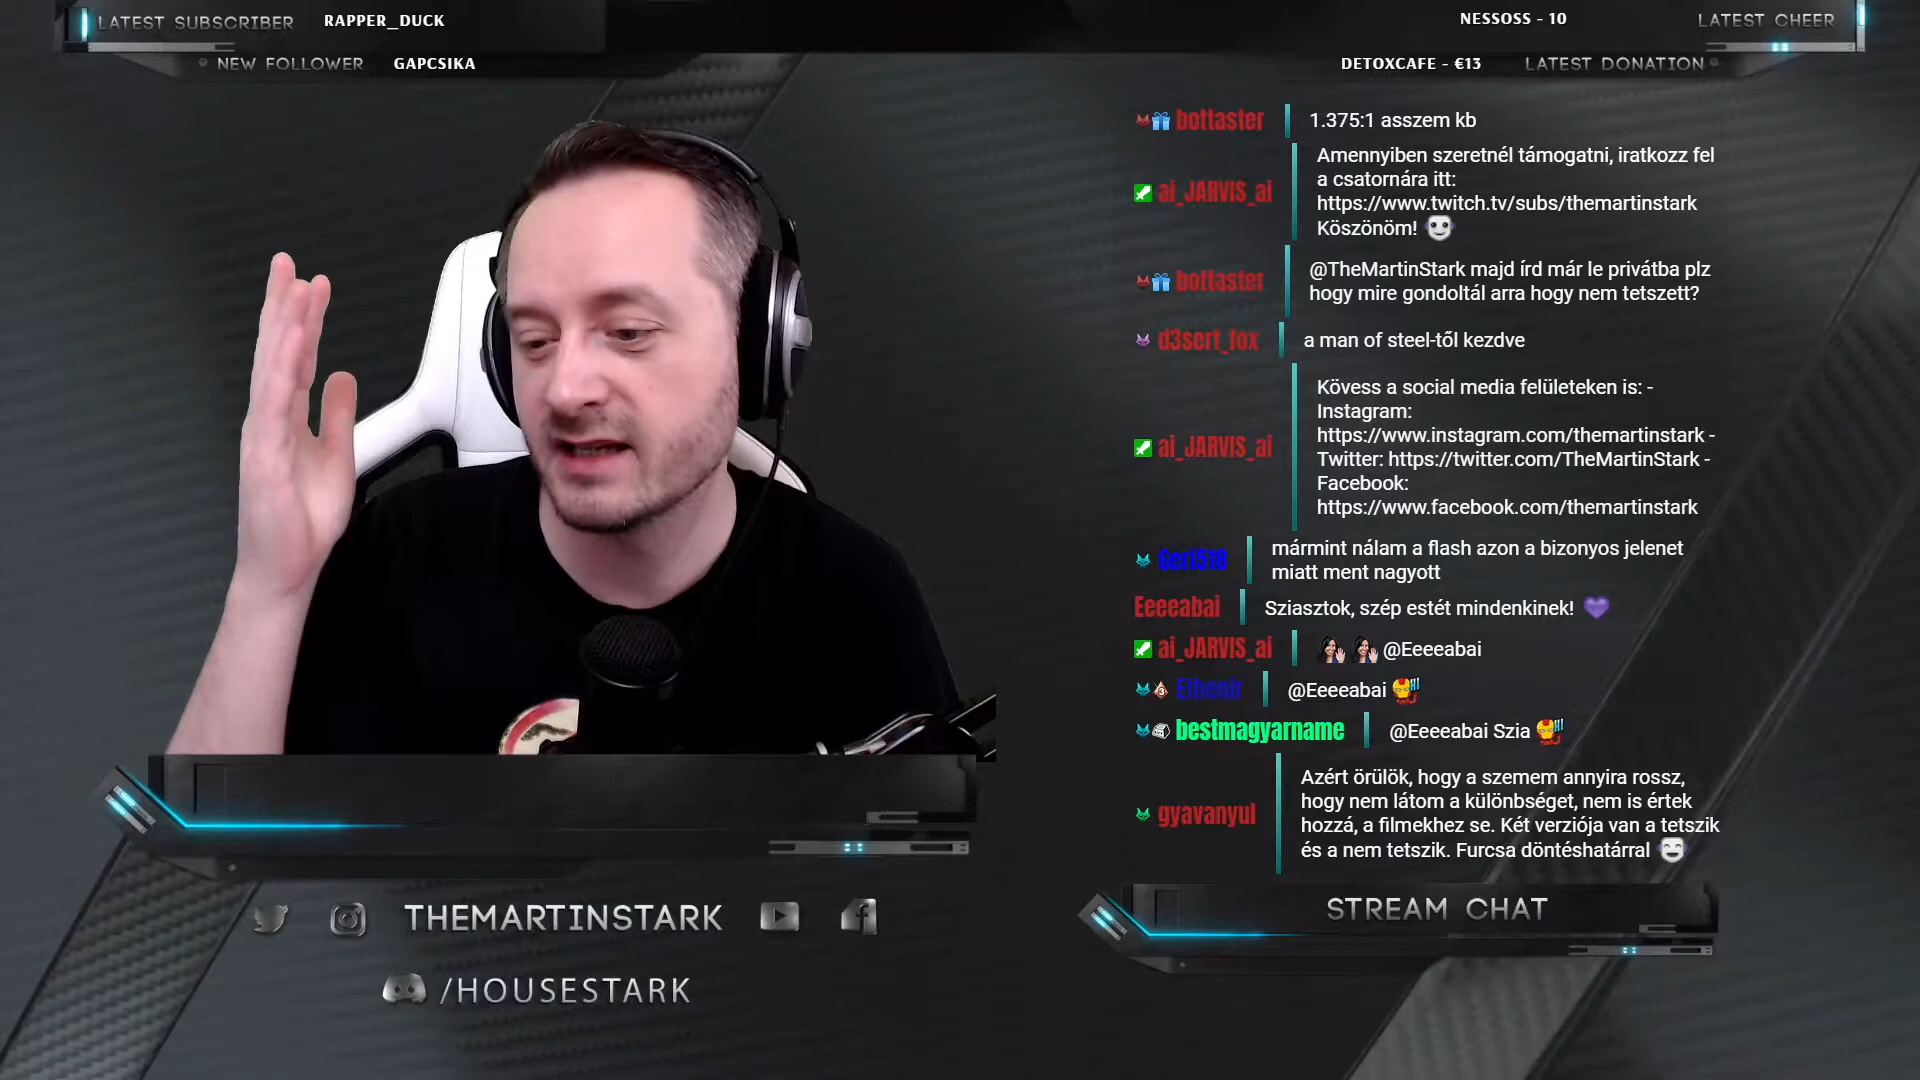 LATEST SUBSCRIBER RAPPER_DUCK
NEW FOLLOWER GAPCSIKA
NESSOSS - 10 LATEST CHEER
DETOXCAFE - €13 LATEST DONATION
bottaster 1.375:1 asszem kb
ai_JARVIS_ai Amennyiben szeretnél támogatni, iratkozz fel
a csatornára itt:
https://www.twitch.tv/subs/themartinstark
Köszönöm!
bottaster @TheMartinStark majd írd már le privátba plz
hogy mire gondoltál arra hogy nem tetszett?
d3sert_fox a man of steel-től kezdve
ai_JARVIS_ai Kövess a social media felületeken is: -
Instagram:
https://www.instagram.com/themartinstark -
Twitter: https://twitter.com/TheMartinStark -
Facebook:
https://www.facebook.com/themartinstark
Geri518 mármint nálam a flash azon a bizonyos jelenet
miatt ment nagyott
Eeeeabai Sziasztok, szép estét mindenkinek!
ai_JARVIS_ai @Eeeeabai
Elhenir @Eeeeabai
bestmagyarname @Eeeeabai Szia
gyavanyul Azért örülök, hogy a szemem annyira rossz,
hogy nem látom a különbséget, nem is értek
hozzá, a filmekhez se. Két verziója van a tetszik
és a nem tetszik. Furcsa döntéshatárral
STREAM CHAT
THEMARTINSTARK
/HOUSESTARK